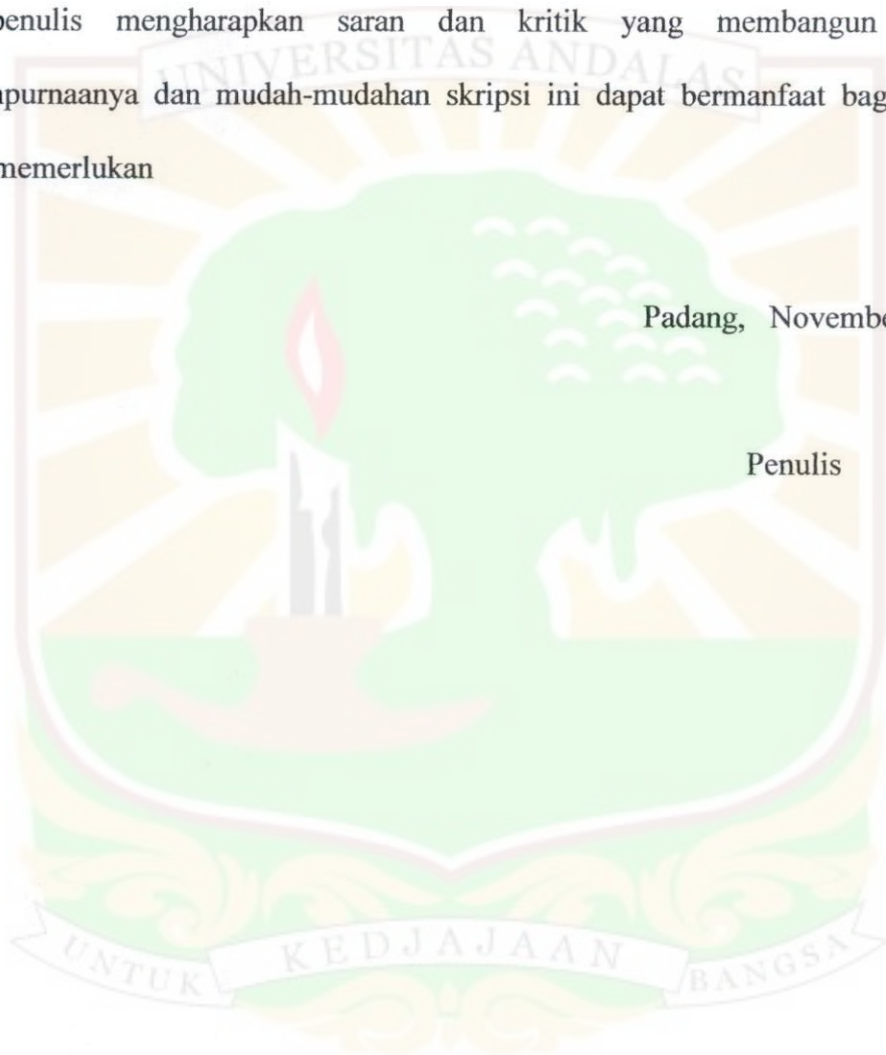 penulis mengharapkan saran dan kritik yang membangun
purnaanya dan mudah-mudahan skripsi ini dapat bermanfaat bag
memerlukan
UNIVERSITAS ANDALAS
Padang, Novembe
Penulis
UNTUK KEDJAJAAN BANGSA